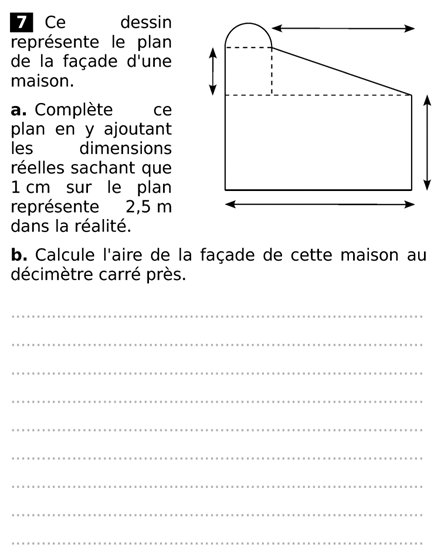 7 Ce dessin
représente le plan
de la façade d'une
maison.
a. Complète ce
plan en y ajoutant
les dimensions
réelles sachant que
1 cm sur le plan
représente 2,5 m
dans la réalité.
b. Calcule l'aire de la façade de cette maison au
décimètre carré près.